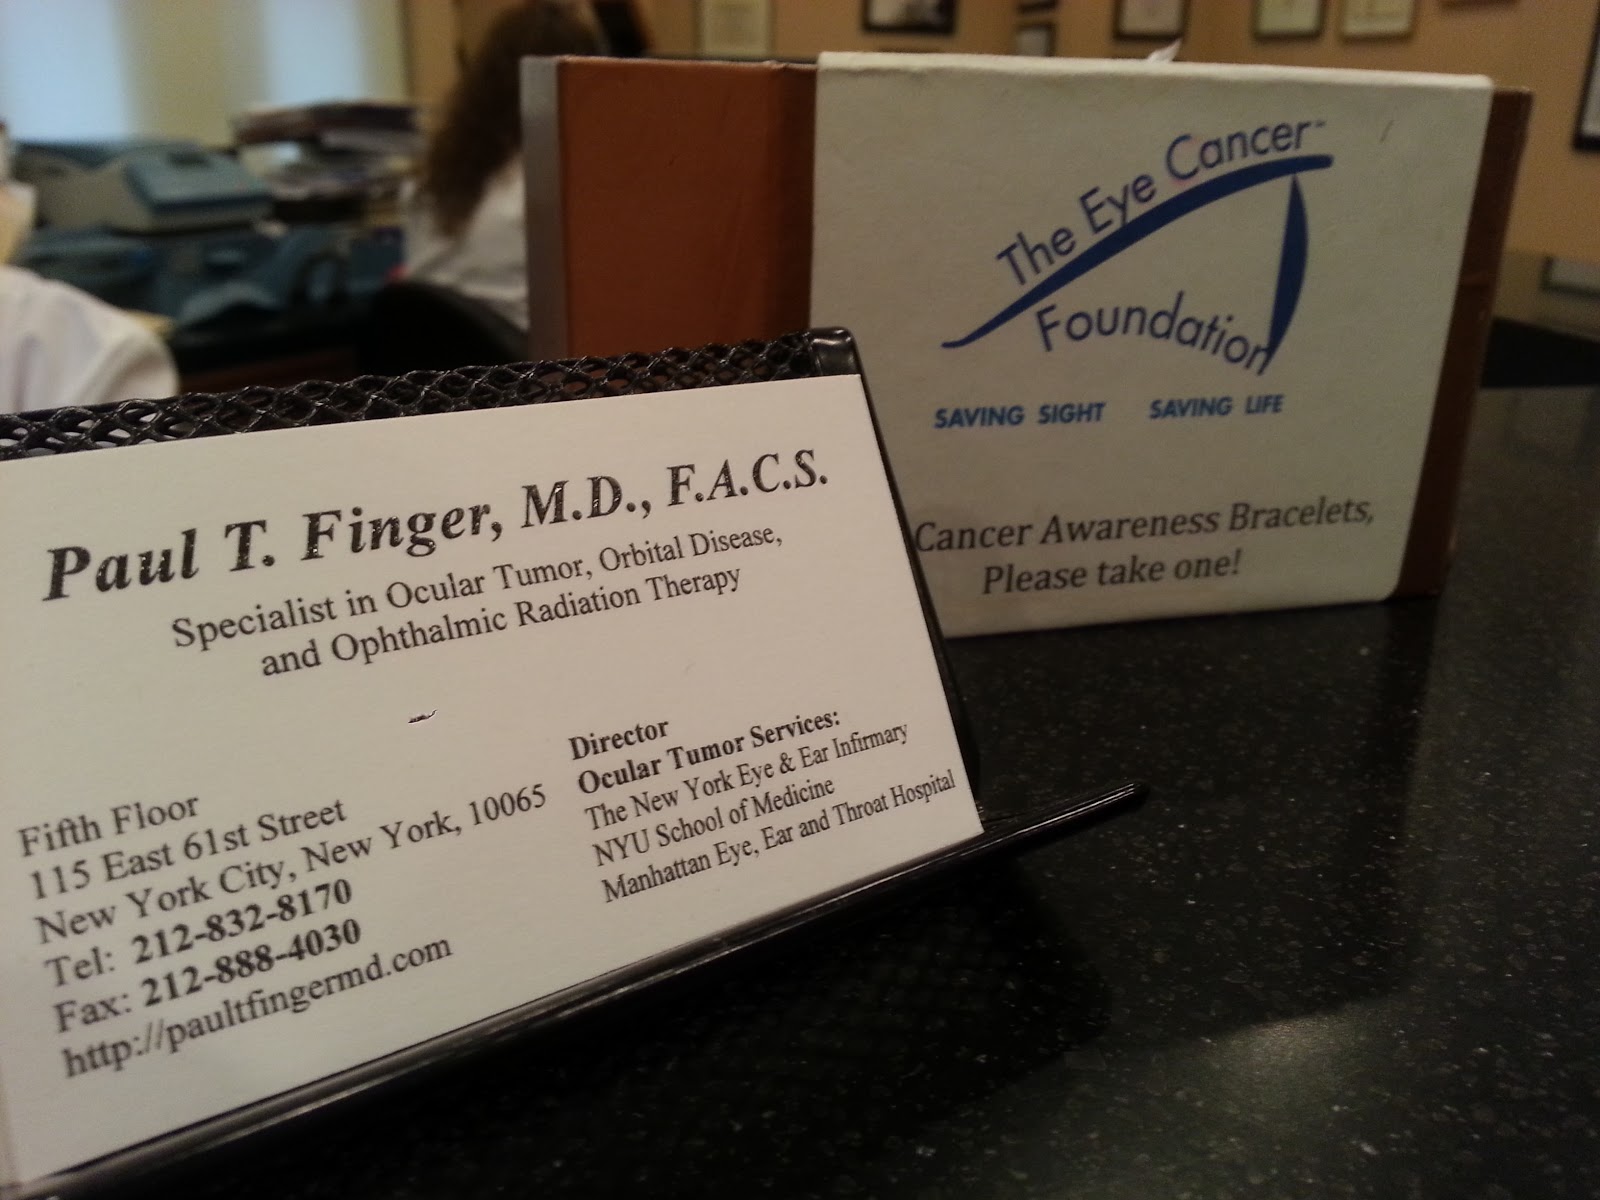 Paul T. Finger, M.D., F.A.C.S.
Specialist in Ocular Tumor, Orbital Disease,
and Ophthalmic Radiation Therapy
Fifth Floor
115 East 61st Street
New York City, New York, 10065
Tel: 212-832-8170
Fax: 212-888-4030
http://paultfingermd.com
Director
Ocular Tumor Services:
The New York Eye & Ear Infirmary
NYU School of Medicine
Manhattan Eye, Ear and Throat Hospital
The Eye Cancer™
Foundation
SAVING SIGHT SAVING LIFE
Cancer Awareness Bracelets,
Please take one!